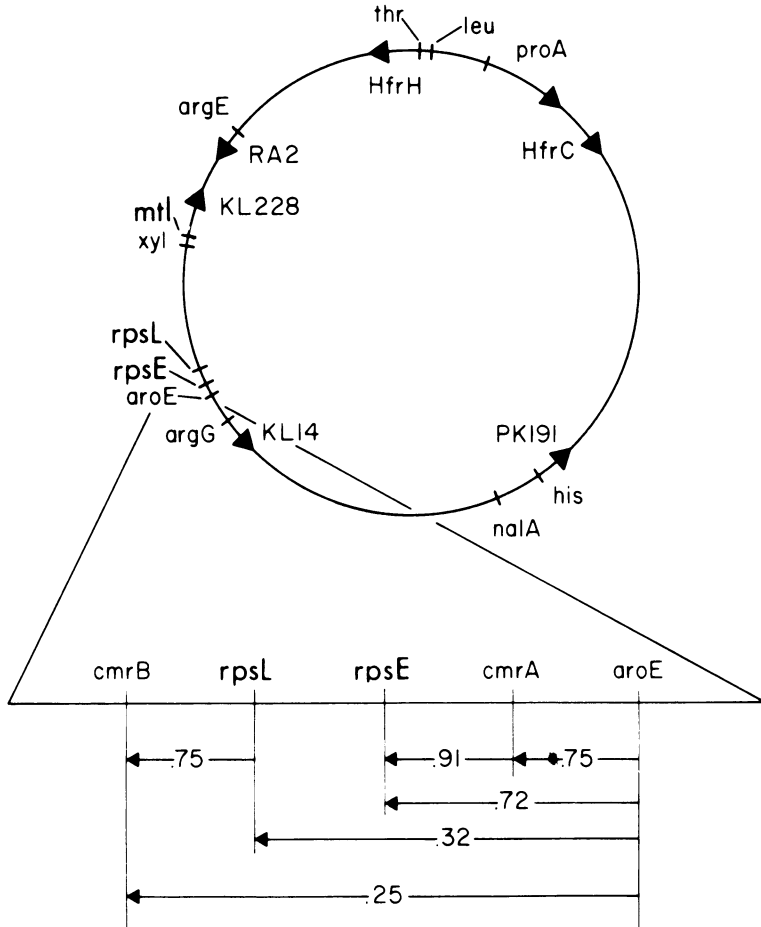 thr
leu
proA
HfrH
argE
RA2
HfrC
KL228
mtl
xyl
rpsL
rpsE
aroE
argG
KL14
PK191
his
nalA
cmrB
rpsL
rpsE
cmrA
aroE
.75
.91
.75
.72
.32
.25